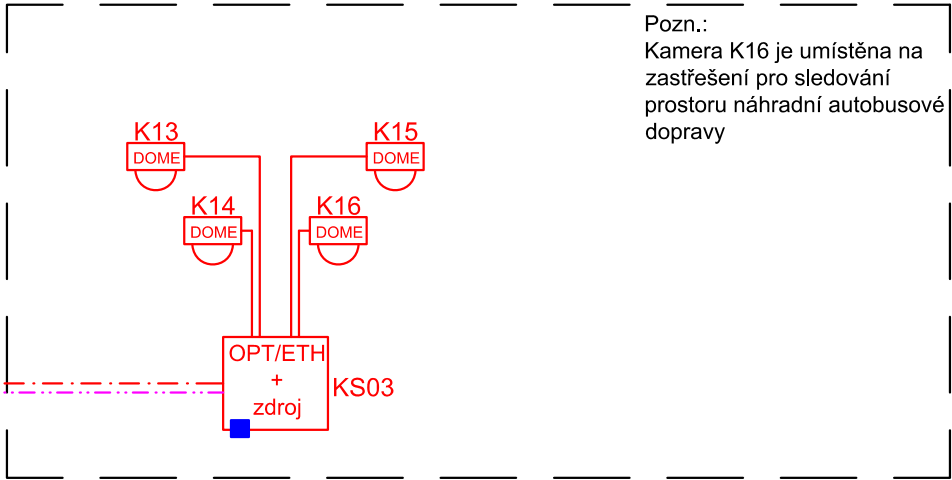 Pozn.:
Kamera K16 je umístěna na
zastřešení pro sledování
prostoru náhradní autobusové
dopravy
K13
DOME
K15
DOME
K14
DOME
K16
DOME
OPT/ETH
+
zdroj
KS03